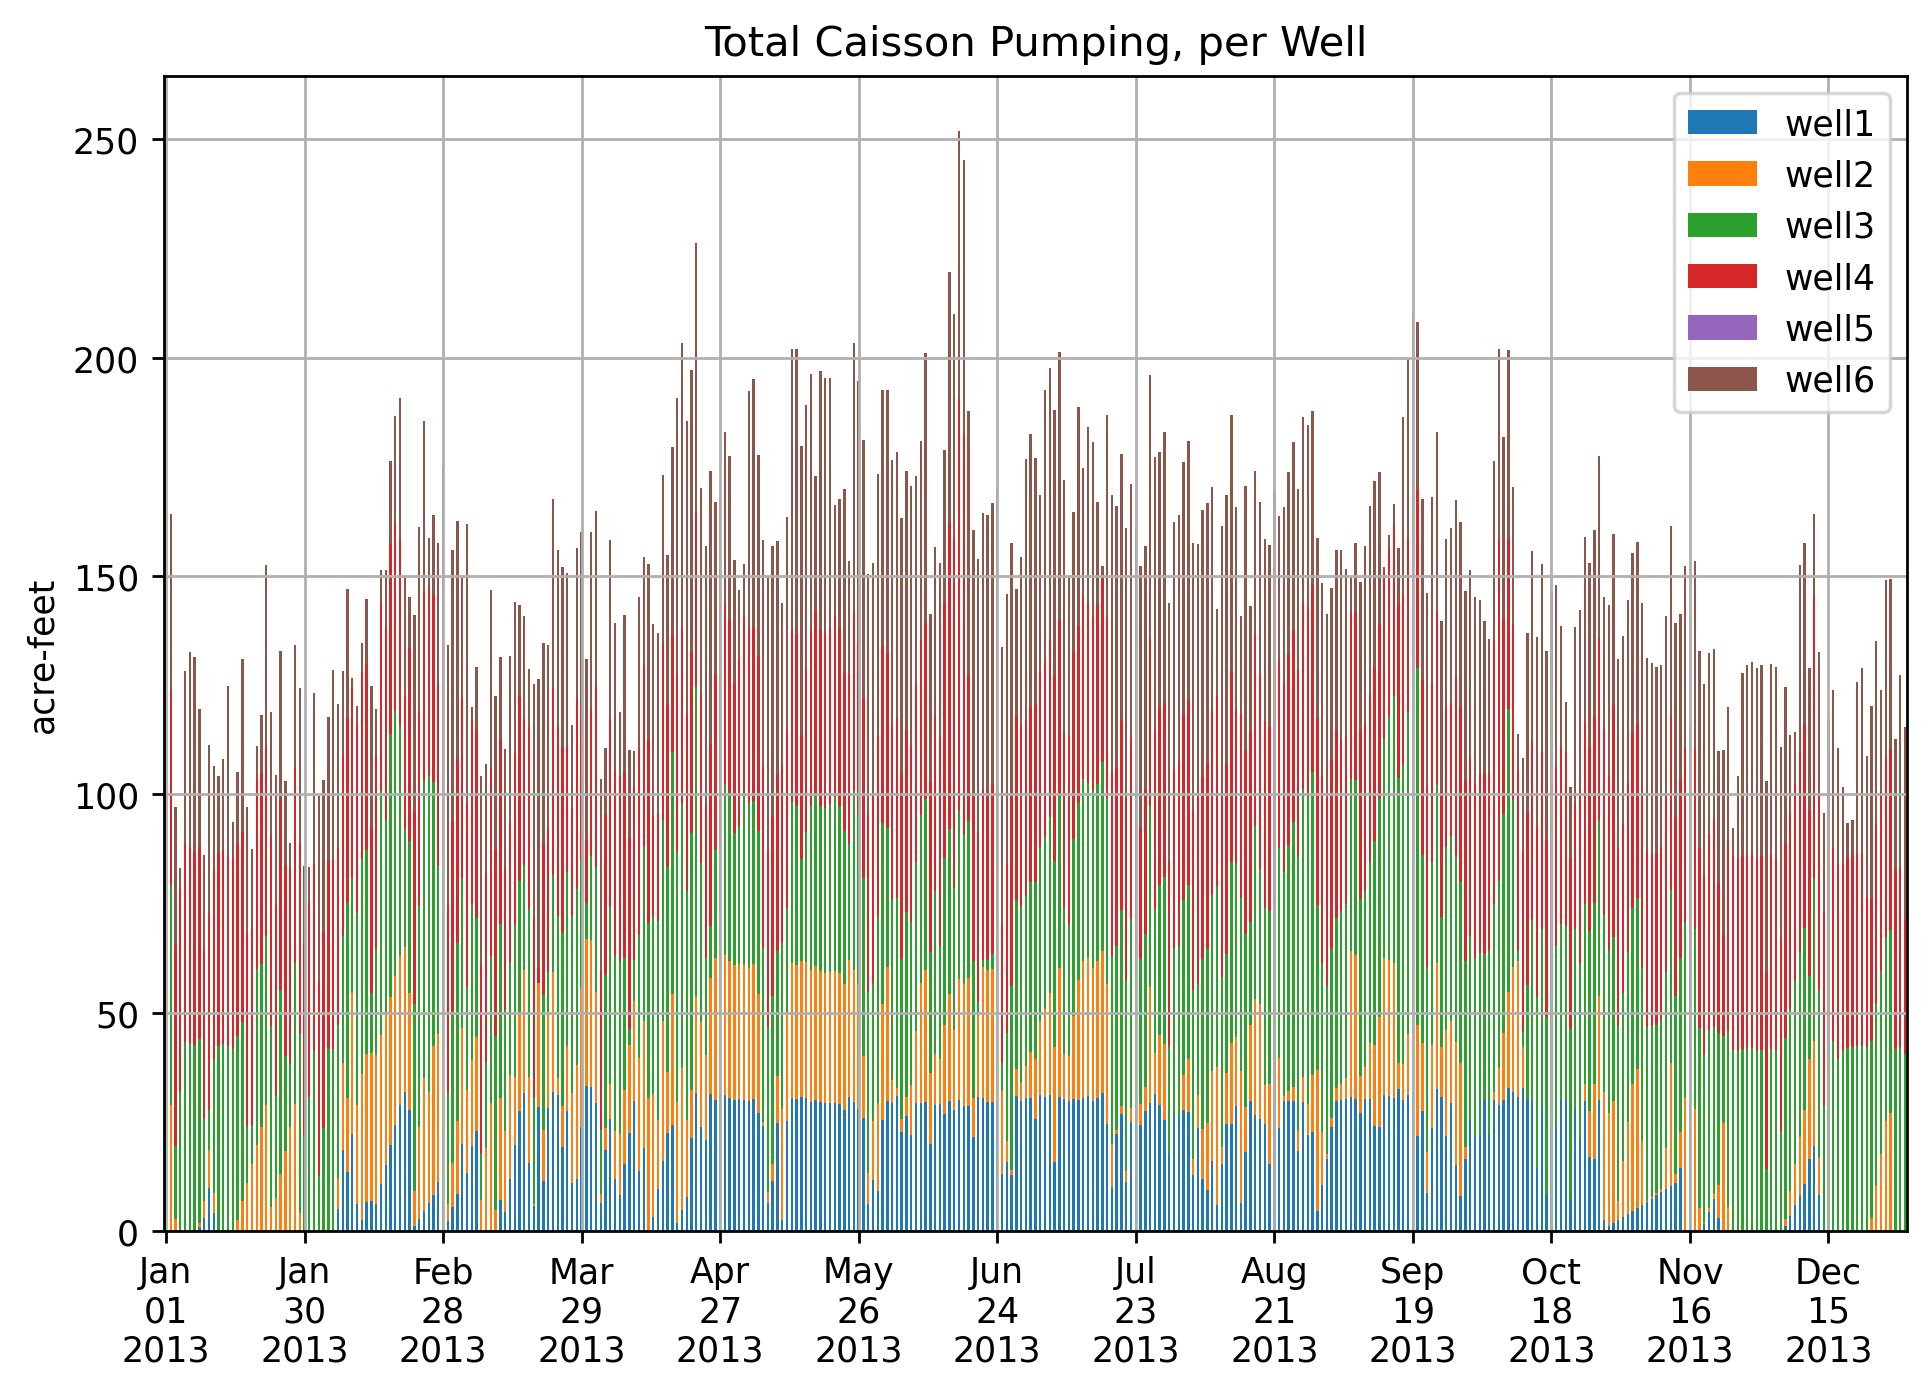 Total Caisson Pumping, per Well
acre-feet
250
200
150
100
50
0
well1
well2
well3
well4
well5
well6
Jan
01
2013
Jan
30
2013
Feb
28
2013
Mar
29
2013
Apr
27
2013
May
26
2013
Jun
24
2013
Jul
23
2013
Aug
21
2013
Sep
19
2013
Oct
18
2013
Nov
16
2013
Dec
15
2013